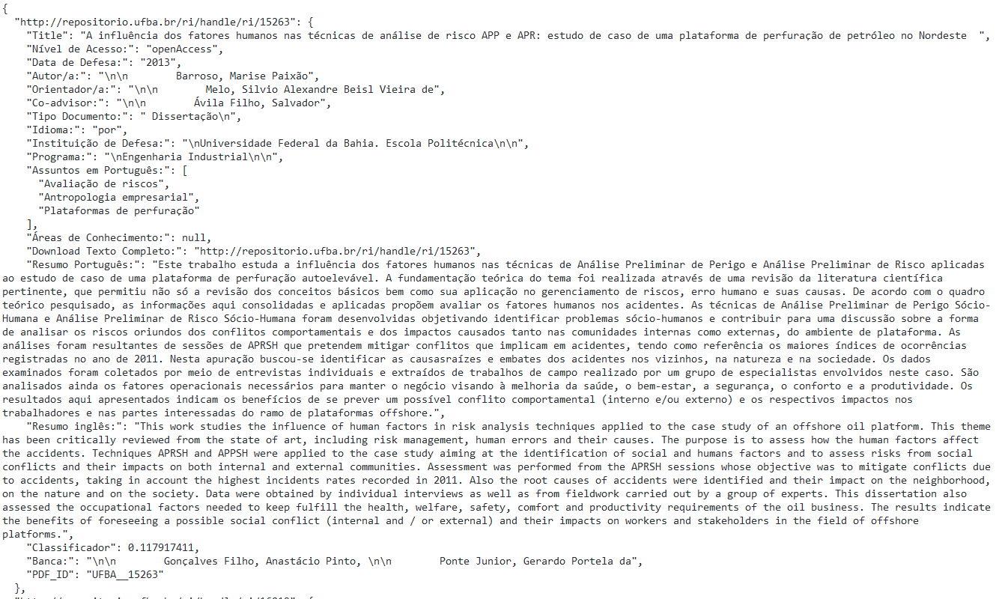 {
  "http://repositorio.ufba.br/ri/handle/ri/15263": {
    "Title": "A influência dos fatores humanos nas técnicas de análise de risco APP e APR: estudo de caso de uma plataforma de perfuração de petróleo no Nordeste  ",
    "Nível de Acesso:": "openAccess",
    "Data de Defesa:": "2013",
    "Autor/a:": "\n\n        Barroso, Marise Paixão",
    "Orientador/a:": "\n\n        Melo, Silvio Alexandre Beisl Vieira de",
    "Co-advisor:": "\n\n        Ávila Filho, Salvador",
    "Tipo Documento:": " Dissertação\n",
    "Idioma:": "por",
    "Instituição de Defesa:": "\nUniversidade Federal da Bahia. Escola Politécnica\n\n",
    "Programa:": "\nEngenharia Industrial\n\n",
    "Assuntos em Português:": [
      "Avaliação de riscos",
      "Antropologia empresarial",
      "Plataformas de perfuração"
    ],
    "Áreas de Conhecimento:": null,
    "Download Texto Completo:": "http://repositorio.ufba.br/ri/handle/ri/15263",
    "Resumo Português:": "Este trabalho estuda a influência dos fatores humanos nas técnicas de Análise Preliminar de Perigo e Análise Preliminar de Risco aplicadas
ao estudo de caso de uma plataforma de perfuração autoelevável. A fundamentação teórica do tema foi realizada através de uma revisão da literatura científica
pertinente, que permitiu não só a revisão dos conceitos básicos bem como sua aplicação no gerenciamento de riscos, erro humano e suas causas. De acordo com o quadro
teórico pesquisado, as informações aqui consolidadas e aplicadas propõem avaliar os fatores humanos nos acidentes. As técnicas de Análise Preliminar de Perigo Sócio-
Humana e Análise Preliminar de Risco Sócio-Humana foram desenvolvidas objetivando identificar problemas sócio-humanos e contribuir para uma discussão sobre a forma
de analisar os riscos oriundos dos conflitos comportamentais e dos impactos causados tanto nas comunidades internas como externas, do ambiente de plataforma. As
análises foram resultantes de sessões de APRSH que pretendem mitigar conflitos que implicam em acidentes, tendo como referência os maiores índices de ocorrências
registradas no ano de 2011. Nesta apuração buscou-se identificar as causasraízes e embates dos acidentes nos vizinhos, na natureza e na sociedade. Os dados
examinados foram coletados por meio de entrevistas individuais e extraídos de trabalhos de campo realizado por um grupo de especialistas envolvidos neste caso. São
analisados ainda os fatores operacionais necessários para manter o negócio visando à melhoria da saúde, o bem-estar, a segurança, o conforto e a produtividade. Os
resultados aqui apresentados indicam os benefícios de se prever um possível conflito comportamental (interno e/ou externo) e os respectivos impactos nos
trabalhadores e nas partes interessadas do ramo de plataformas offshore.",
    "Resumo inglês:": "This work studies the influence of human factors in risk analysis techniques applied to the case study of an offshore oil platform. This theme
has been critically reviewed from the state of art, including risk management, human errors and their causes. The purpose is to assess how the human factors affect
the accidents. Techniques APRSH and APPSH were applied to the case study aiming at the identification of social and humans factors and to assess risks from social
conflicts and their impacts on both internal and external communities. Assessment was performed from the APRSH sessions whose objective was to mitigate conflicts due
to accidents, taking in account the highest incidents rates recorded in 2011. Also the root causes of accidents were identified and their impact on the neighborhood,
on the nature and on the society. Data were obtained by individual interviews as well as from fieldwork carried out by a group of experts. This dissertation also
assessed the occupational factors needed to keep fulfill the health, welfare, safety, comfort and productivity requirements of the oil business. The results indicate
the benefits of foreseeing a possible social conflict (internal and / or external) and their impacts on workers and stakeholders in the field of offshore
platforms.",
    "Classificador": 0.117917411,
    "Banca:": "\n\n        Gonçalves Filho, Anastácio Pinto, \n\n        Ponte Junior, Gerardo Portela da",
    "PDF_ID": "UFBA__15263"
  },